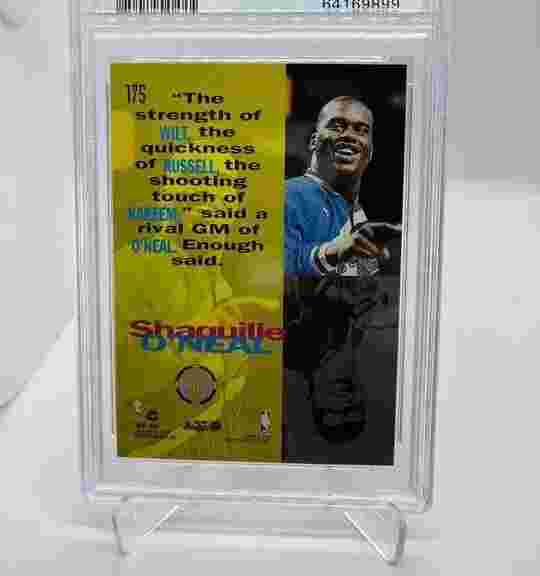 64169899
175
"The
strength of
WILT, the
quickness
of RUSSELL, the
shooting
touch of
KAREEM," said a
rival GM of
O'NEAL. Enough
said.
Shaquille
O'NEAL